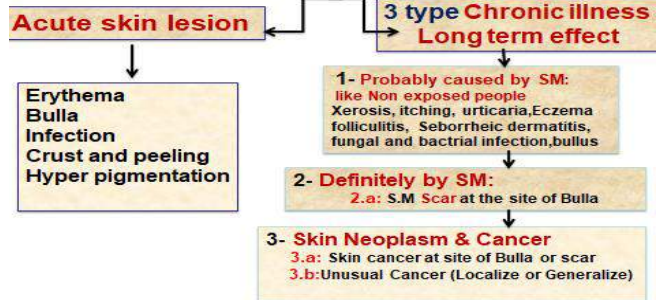 Acute skin lesion
Erythema
Bulla
Infection
Crust and peeling
Hyper pigmentation
3 type Chronic illness
Long term effect
1- Probably caused by SM:
like Non exposed people
Xerosis, itching, urticaria,Eczema
folliculitis, Seborrheic dermatitis,
fungal and bactrial infection,bullus
2- Definitely by SM:
2.a: S.M Scar at the site of Bulla
3- Skin Neoplasm & Cancer
3.a: Skin cancer at site of Bulla or scar
3.b:Unusual Cancer (Localize or Generalize)